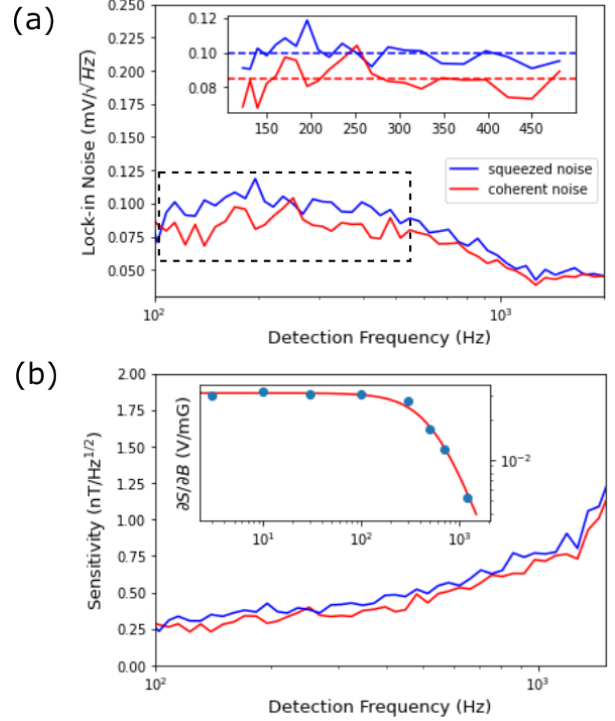 (a)
0.250
0.225
0.200
0.175
0.150
0.125
0.100
0.075
0.050
Lock-in Noise (mV/√Hz)
0.12
0.10
0.08
150 200 250 300 350 400 450
squeezed noise
coherent noise
10² 10³
Detection Frequency (Hz)
(b)
2.00
1.75
1.50
1.25
1.00
0.75
0.50
0.25
0.00
Sensitivity (nT/Hz¹ᐟ²)
∂S/∂B (V/mG)
10⁻²
10¹ 10² 10³
10² 10³
Detection Frequency (Hz)